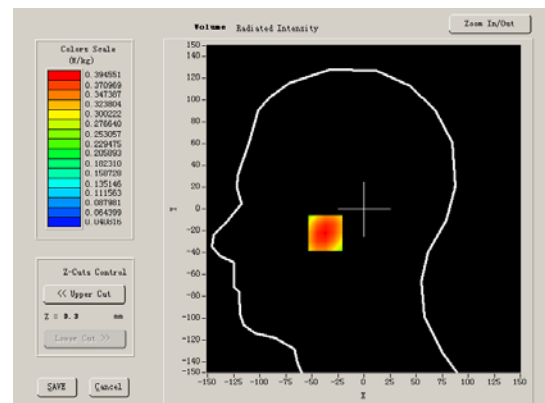 Volume Radiated Intensity
Zoom In/Out
Colors Scale
(W/kg)
0.394551
0.370969
0.347387
0.323804
0.300222
0.276640
0.253057
0.229475
0.205893
0.182310
0.158728
0.135146
0.111563
0.087981
0.064399
0.040816
150
140
120
100
80
60
40
20
0
-20
-40
-60
-80
-100
-120
-140
-150
Y
-150 -125 -100 -75 -50 -25 0 25 50 75 100 125 150
X
Z-Cuts Control
<< Upper Cut
Z = mm
Lower Cut >>
SAVE Cancel